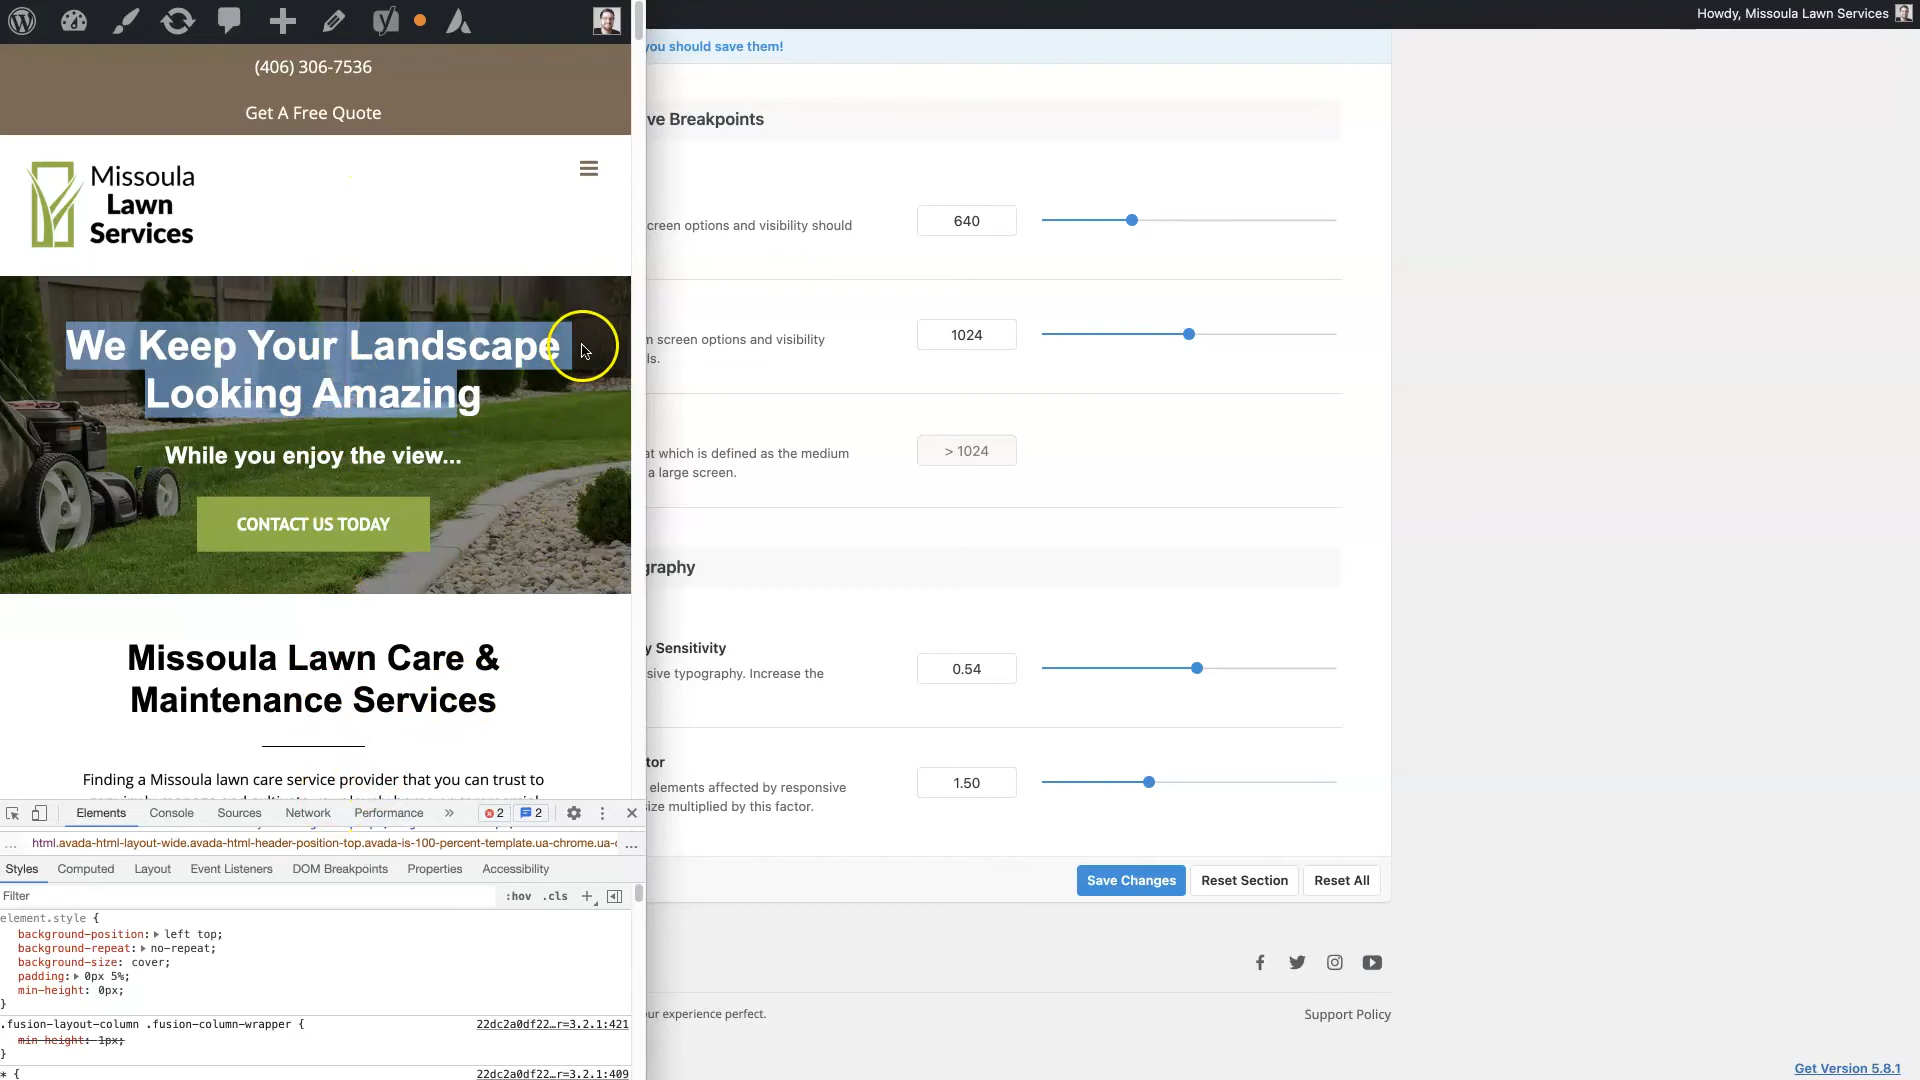 Howdy, Missoula Lawn Services
(406) 306-7536
Get A Free Quote
Missoula
Lawn
Services
We Keep Your Landscape
Looking Amazing
While you enjoy the view...
CONTACT US TODAY
Missoula Lawn Care &
Maintenance Services
Finding a Missoula lawn care service provider that you can trust to
Elements
Console
Sources
Network
Performance
»
2
2
… html.avada-html-layout-wide.avada-html-header-position-top.avada-is-100-percent-template.ua-chrome.ua- …
Styles
Computed
Layout
Event Listeners
DOM Breakpoints
Properties
Accessibility
Filter
:hov .cls +
element.style {
background-position: left top;
background-repeat: no-repeat;
background-size: cover;
padding: 0px 5%;
min-height: 0px;
}
.fusion-layout-column .fusion-column-wrapper {
22dc2a0df22…r=3.2.1:421
min-height: 1px;
}
* {
22dc2a0df22…r=3.2.1:409
you should save them!
ve Breakpoints
creen options and visibility should
640
m screen options and visibility
ls.
1024
at which is defined as the medium
a large screen.
> 1024
graphy
y Sensitivity
sive typography. Increase the
0.54
tor
elements affected by responsive
ize multiplied by this factor.
1.50
Save Changes
Reset Section
Reset All
ur experience perfect.
Support Policy
Get Version 5.8.1